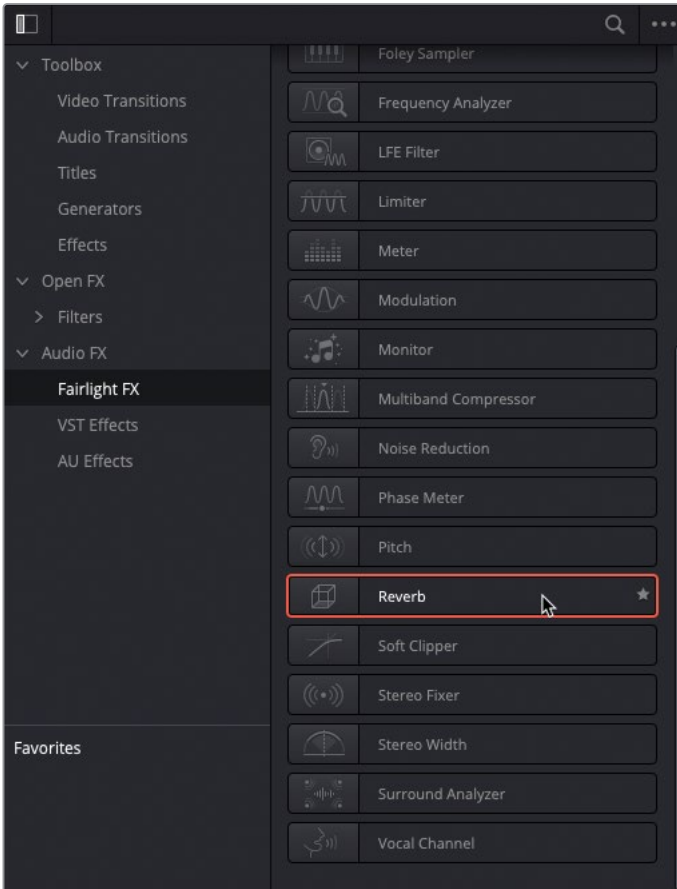 Toolbox
Video Transitions
Audio Transitions
Titles
Generators
Effects
Open FX
Filters
Audio FX
Fairlight FX
VST Effects
AU Effects
Favorites
Foley Sampler
Frequency Analyzer
LFE Filter
Limiter
Meter
Modulation
Monitor
Multiband Compressor
Noise Reduction
Phase Meter
Pitch
Reverb
Soft Clipper
Stereo Fixer
Stereo Width
Surround Analyzer
Vocal Channel